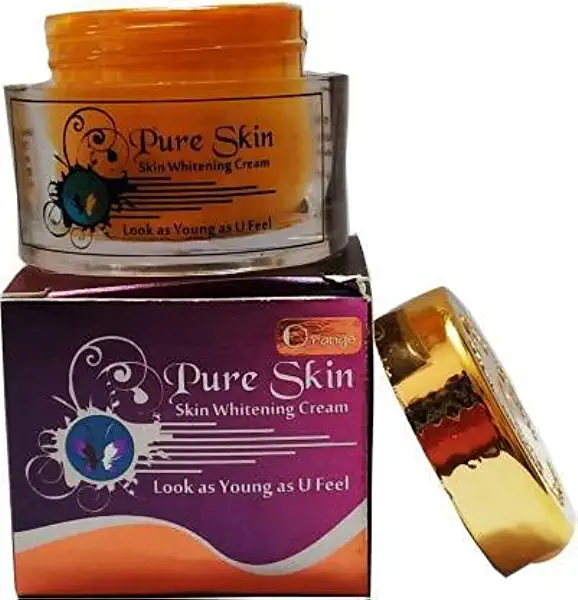 Pure Skin
Skin Whitening Cream
Look as Young as U Feel
Orange
Pure Skin
Skin Whitening Cream
Look as Young as U Feel